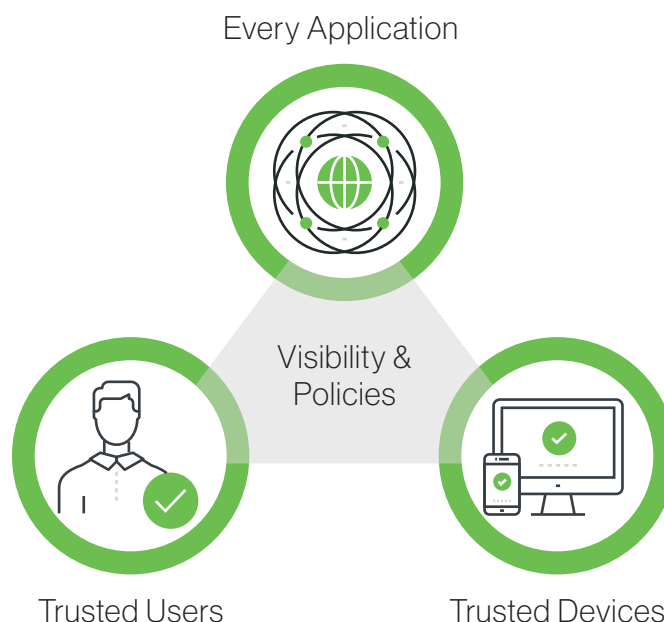 Every Application
Visibility &
Policies
Trusted Users
Trusted Devices